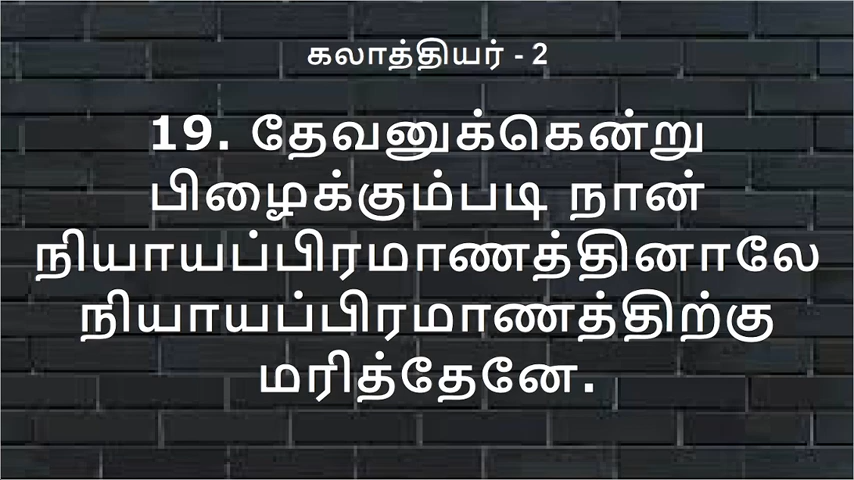 கலாத்தியர் - 2
19. தேவனுக்கென்று
பிழைக்கும்படி நான்
நியாயப்பிரமாணத்தினாலே
நியாயப்பிரமாணத்திற்கு
மரித்தேனே.